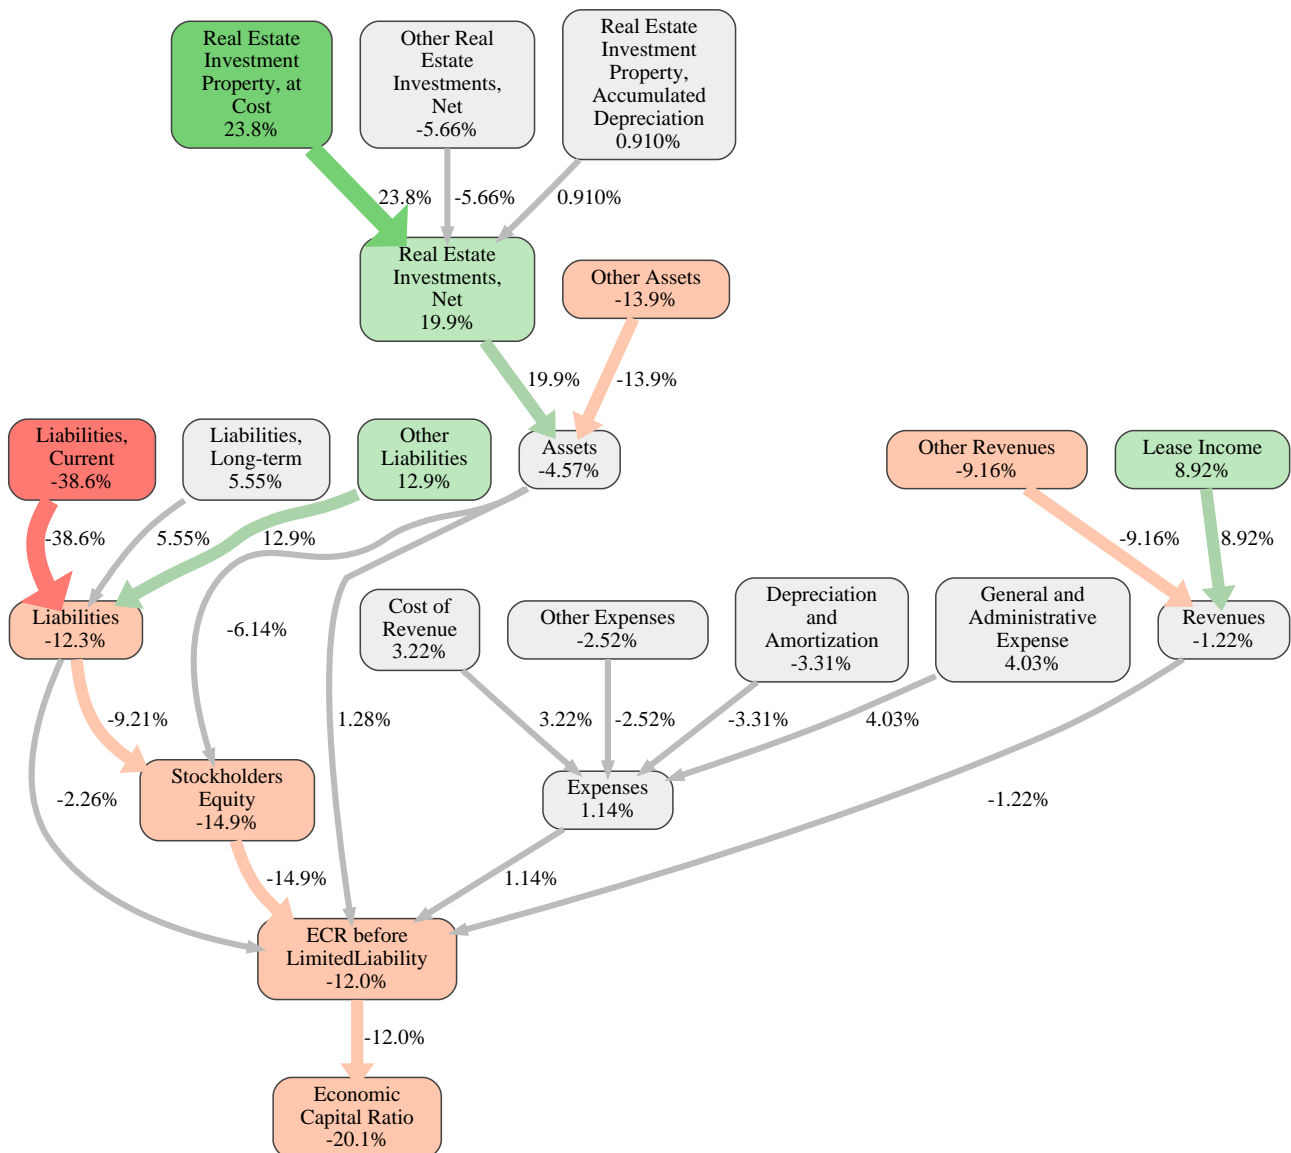 Real Estate
Investment
Property, at
Cost
23.8%
Other Real
Estate
Investments,
Net
-5.66%
Real Estate
Investment
Property,
Accumulated
Depreciation
0.910%
23.8%
-5.66%
0.910%
Real Estate
Investments,
Net
19.9%
Other Assets
-13.9%
19.9%
-13.9%
Liabilities,
Current
-38.6%
Liabilities,
Long-term
5.55%
Other
Liabilities
12.9%
Assets
-4.57%
Other Revenues
-9.16%
Lease Income
8.92%
-38.6%
5.55%
12.9%
-9.16%
8.92%
Liabilities
-12.3%
-6.14%
Cost of
Revenue
3.22%
Other Expenses
-2.52%
Depreciation
and
Amortization
-3.31%
General and
Administrative
Expense
4.03%
Revenues
-1.22%
-9.21%
1.28%
3.22%
-2.52%
-3.31%
4.03%
Stockholders
Equity
-14.9%
Expenses
1.14%
-2.26%
-1.22%
-14.9%
1.14%
ECR before
LimitedLiability
-12.0%
-12.0%
Economic
Capital Ratio
-20.1%